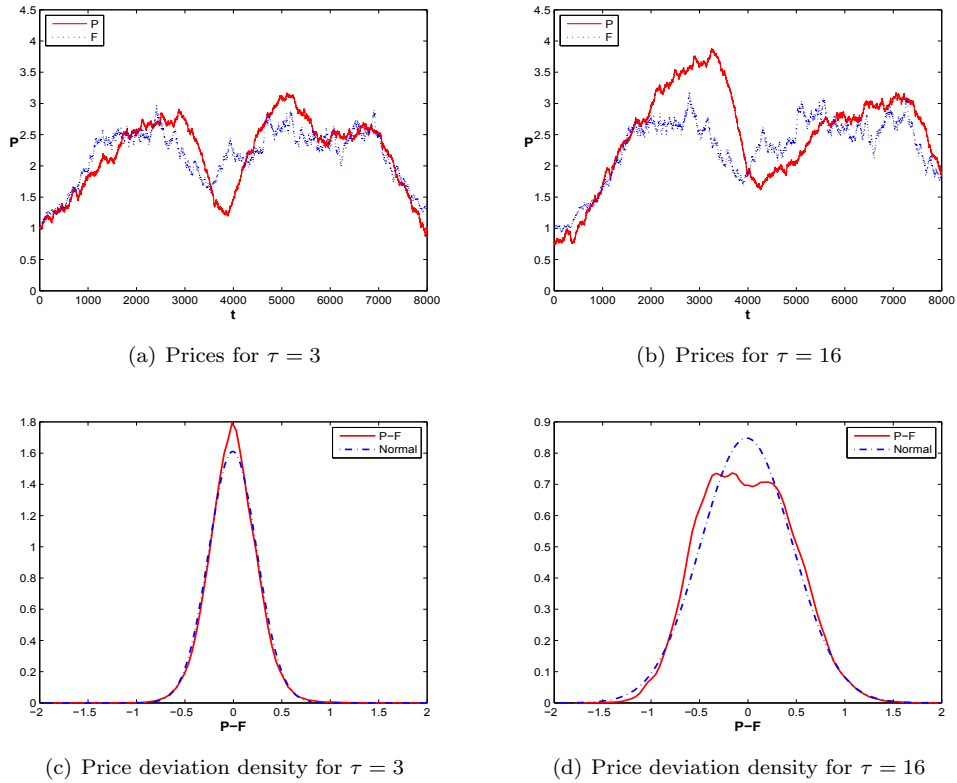 4.5
4
3.5
3
2.5
2
1.5
1
0.5
0
P
P
F
0 1000 2000 3000 4000 5000 6000 7000 8000
t
(a) Prices for τ = 3
4.5
4
3.5
3
2.5
2
1.5
1
0.5
0
P
P
F
0 1000 2000 3000 4000 5000 6000 7000 8000
t
(b) Prices for τ = 16
1.8
1.6
1.4
1.2
1
0.8
0.6
0.4
0.2
0
P−F
Normal
−2 −1.5 −1 −0.5 0 0.5 1 1.5 2
P−F
(c) Price deviation density for τ = 3
0.9
0.8
0.7
0.6
0.5
0.4
0.3
0.2
0.1
0
P−F
Normal
−2 −1.5 −1 −0.5 0 0.5 1 1.5 2
P−F
(d) Price deviation density for τ = 16